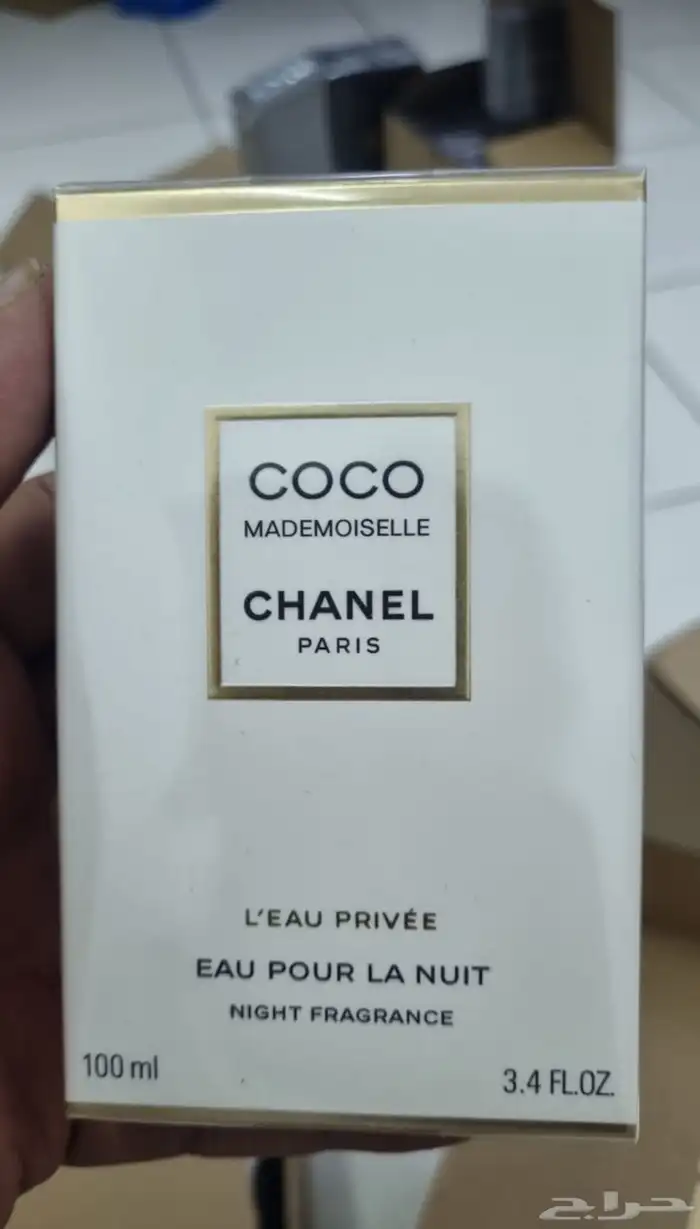 COCO
MADEMOISELLE
CHANEL
PARIS
L'EAU PRIVÉE
EAU POUR LA NUIT
NIGHT FRAGRANCE
100 ml
3.4 FL.OZ.
حراج